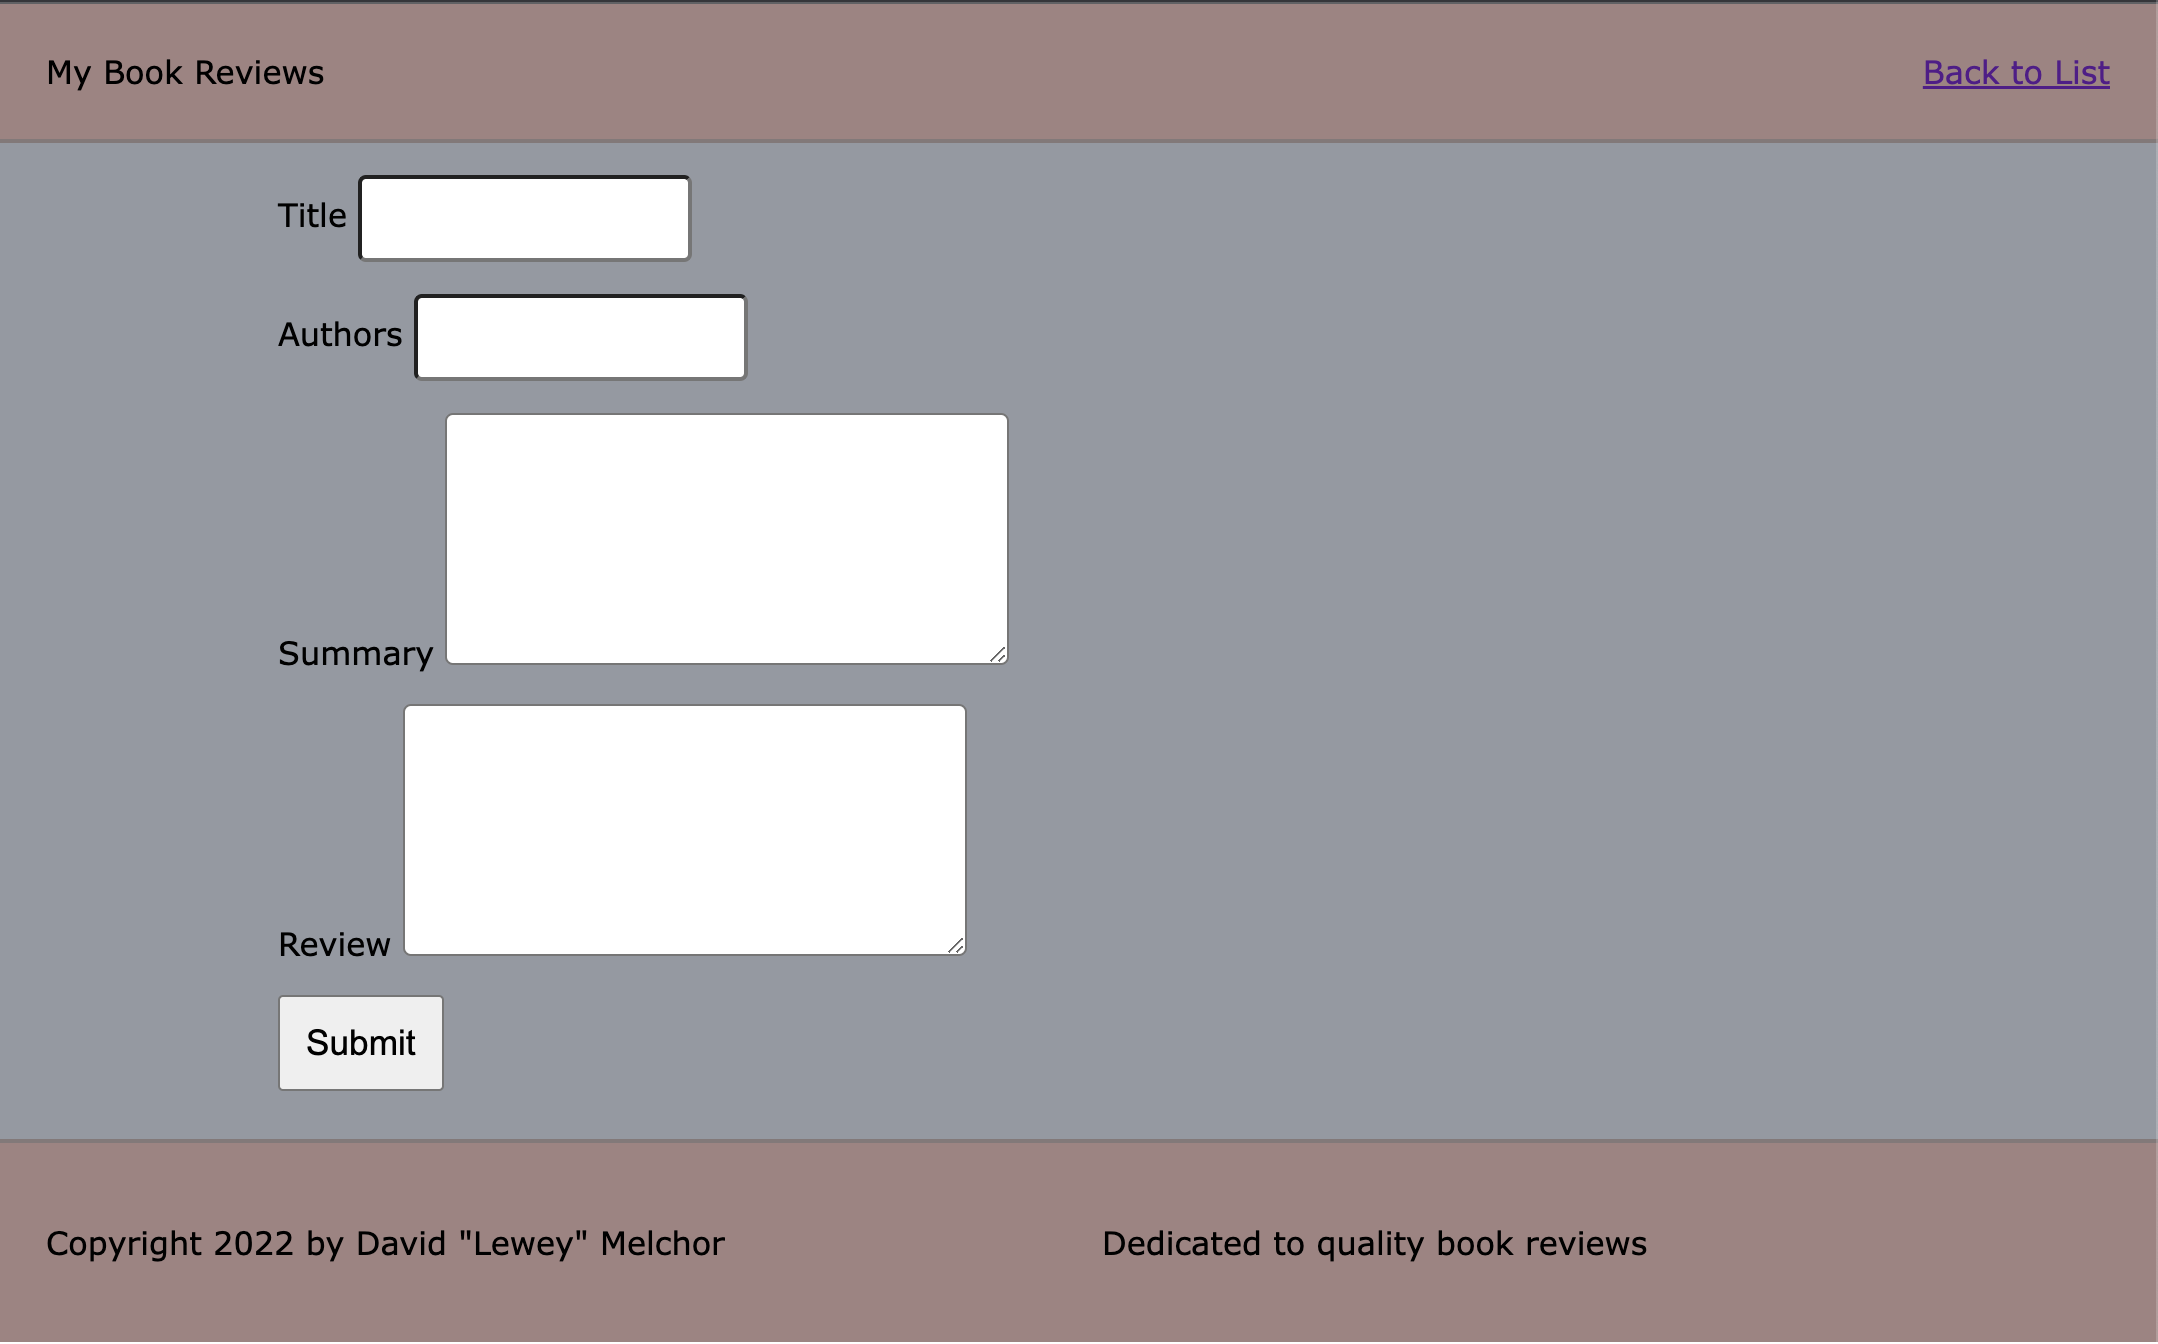 My Book Reviews
Back to List
Title
Authors
Summary
Review
Submit
Copyright 2022 by David "Lewey" Melchor
Dedicated to quality book reviews